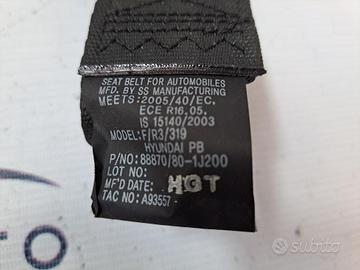 SEAT BELT FOR AUTOMOBILES
MFD. BY SS MANUFACTURING
MEETS: 2005/40/EC,
ECE R16.05,
IS 15140/2003
MODEL: F/R3/319
HYUNDAI PB
P/NO: 88870/80-1J200
LOT NO:
HGT
MF'D DATE:
TAC NO: A93557 -
subito